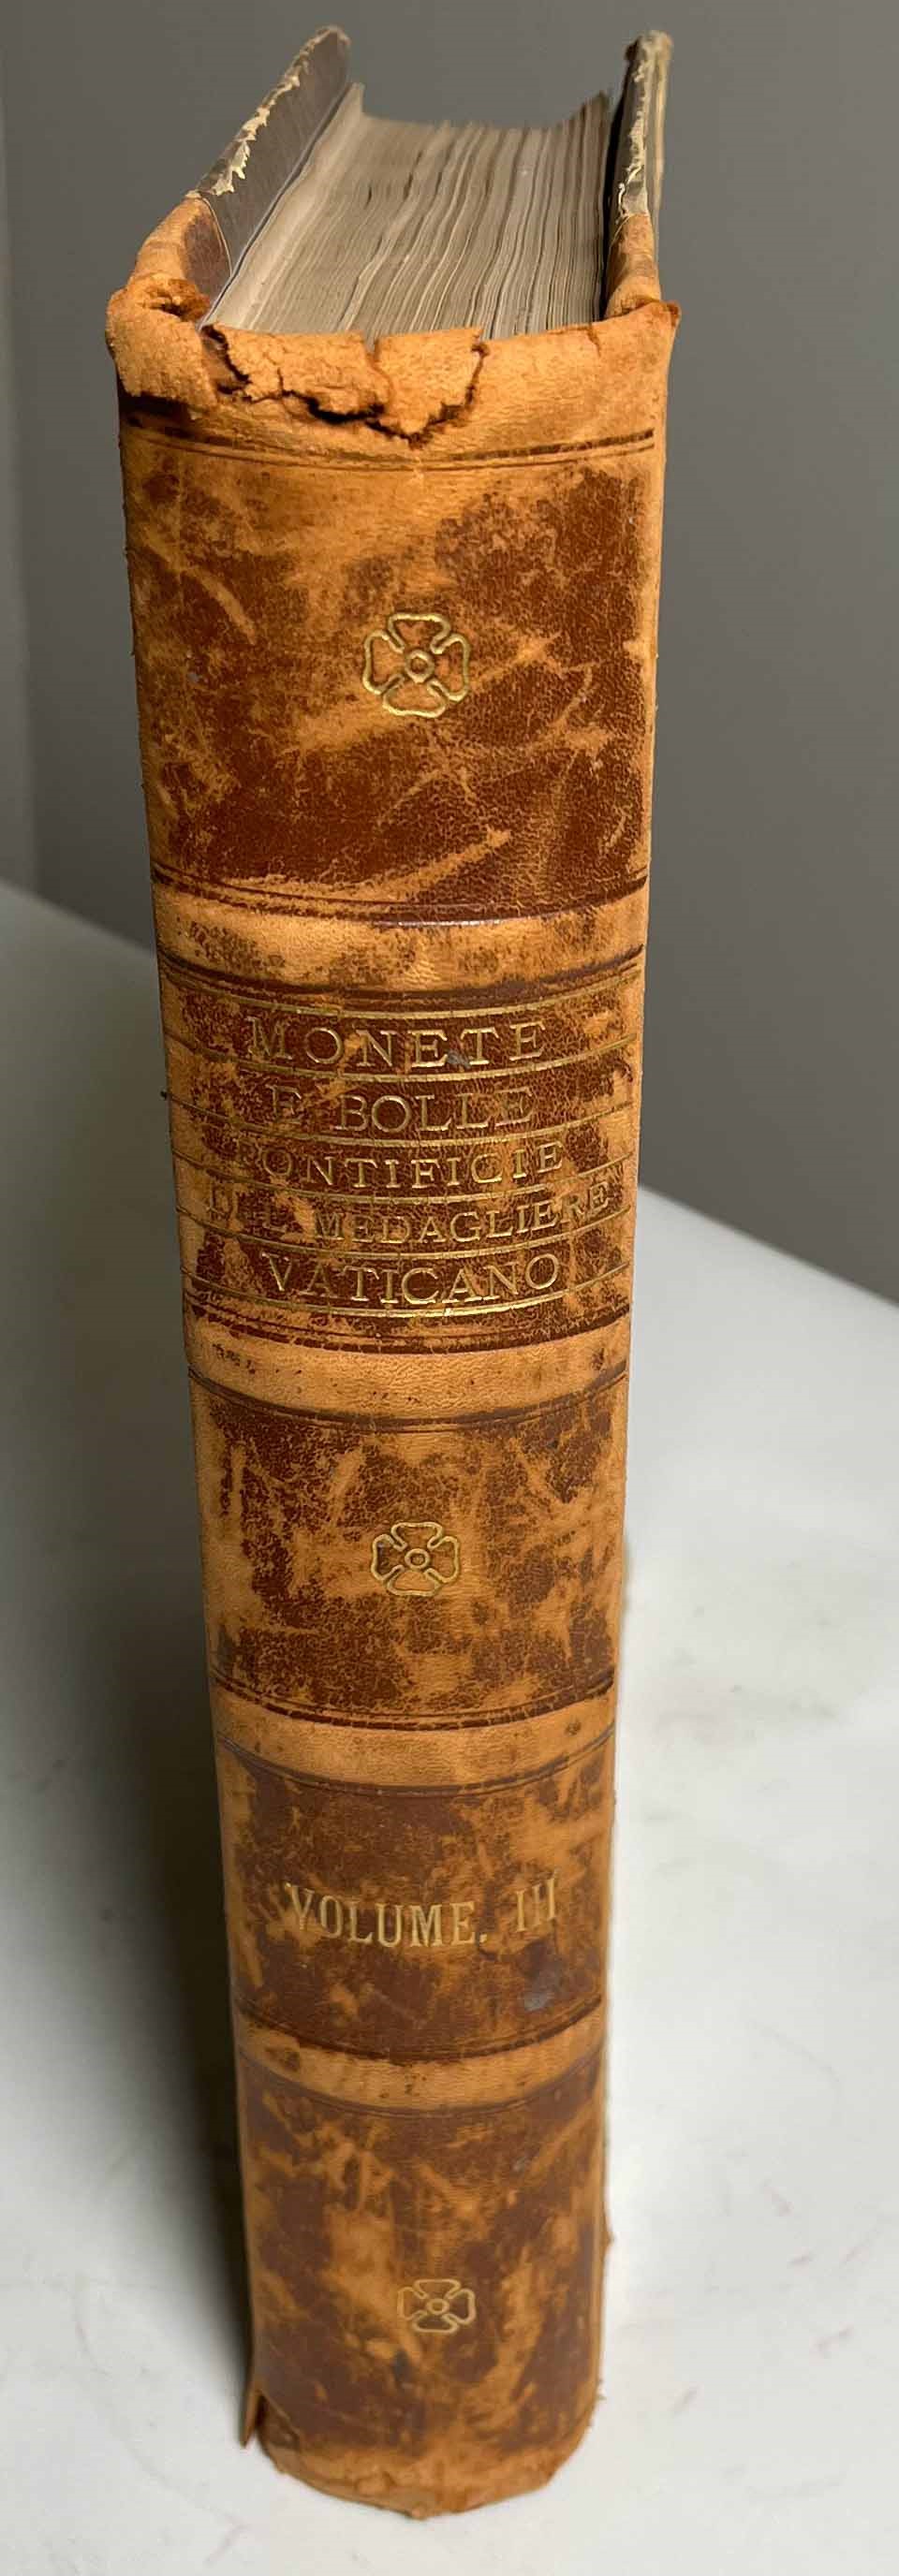 MONETE
E BOLLE
PONTIFICIE
DEL MEDAGLIERE
VATICANO
VOLUME. III